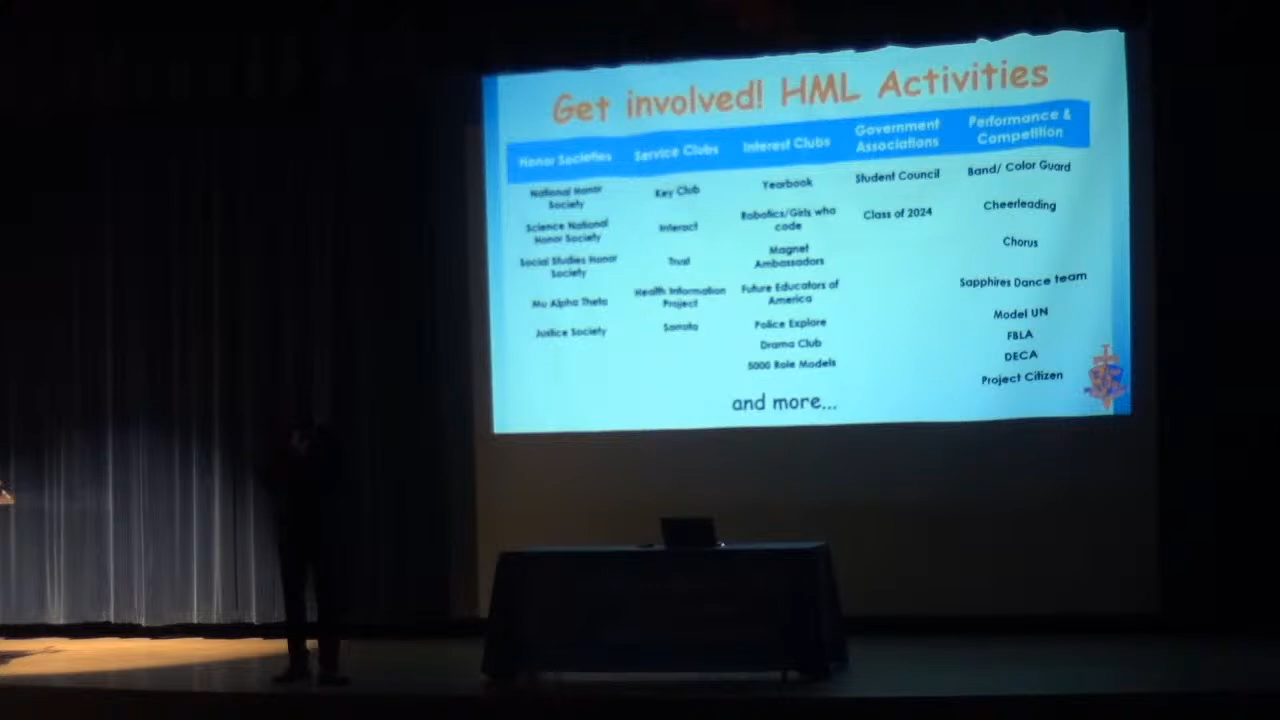 Get involved! HML Activities
Honor Societies
Service Clubs
Interest Clubs
Government
Associations
Performance &
Competition
National Honor
Society
Science National
Honor Society
Social Studies Honor
Society
Mu Alpha Theta
Justice Society
Key Club
Interact
Trust
Health Information
Project
Yearbook
Robotics/Girls who
code
Magnet
Ambassadors
Future Educators of
America
Police Explore
Drama Club
5000 Role Models
Student Council
Class of 2024
Band/ Color Guard
Cheerleading
Chorus
Sapphires Dance team
Model UN
FBLA
DECA
Project Citizen
and more...